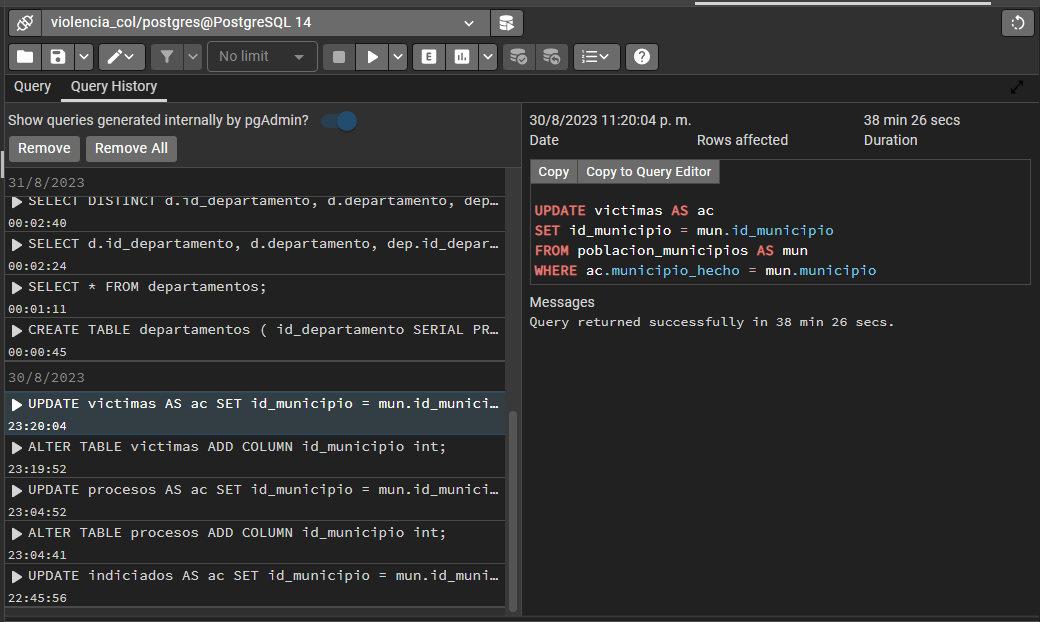 violencia_col/postgres@PostgreSQL 14
No limit
E
Query
Query History
Show queries generated internally by pgAdmin?
Remove
Remove All
31/8/2023
SELECT DISTINCT d.id_departamento, d.departamento, dep…
00:02:40
SELECT d.id_departamento, d.departamento, dep.id_depar…
00:02:24
SELECT * FROM departamentos;
00:01:11
CREATE TABLE departamentos ( id_departamento SERIAL PR…
00:00:45
30/8/2023
UPDATE victimas AS ac SET id_municipio = mun.id_munici…
23:20:04
ALTER TABLE victimas ADD COLUMN id_municipio int;
23:19:52
UPDATE procesos AS ac SET id_municipio = mun.id_munici…
23:04:52
ALTER TABLE procesos ADD COLUMN id_municipio int;
23:04:41
UPDATE indiciados AS ac SET id_municipio = mun.id_muni…
22:45:56
30/8/2023 11:20:04 p. m.
Date
Rows affected
38 min 26 secs
Duration
Copy
Copy to Query Editor
UPDATE victimas AS ac
SET id_municipio = mun.id_municipio
FROM poblacion_municipios AS mun
WHERE ac.municipio_hecho = mun.municipio
Messages
Query returned successfully in 38 min 26 secs.